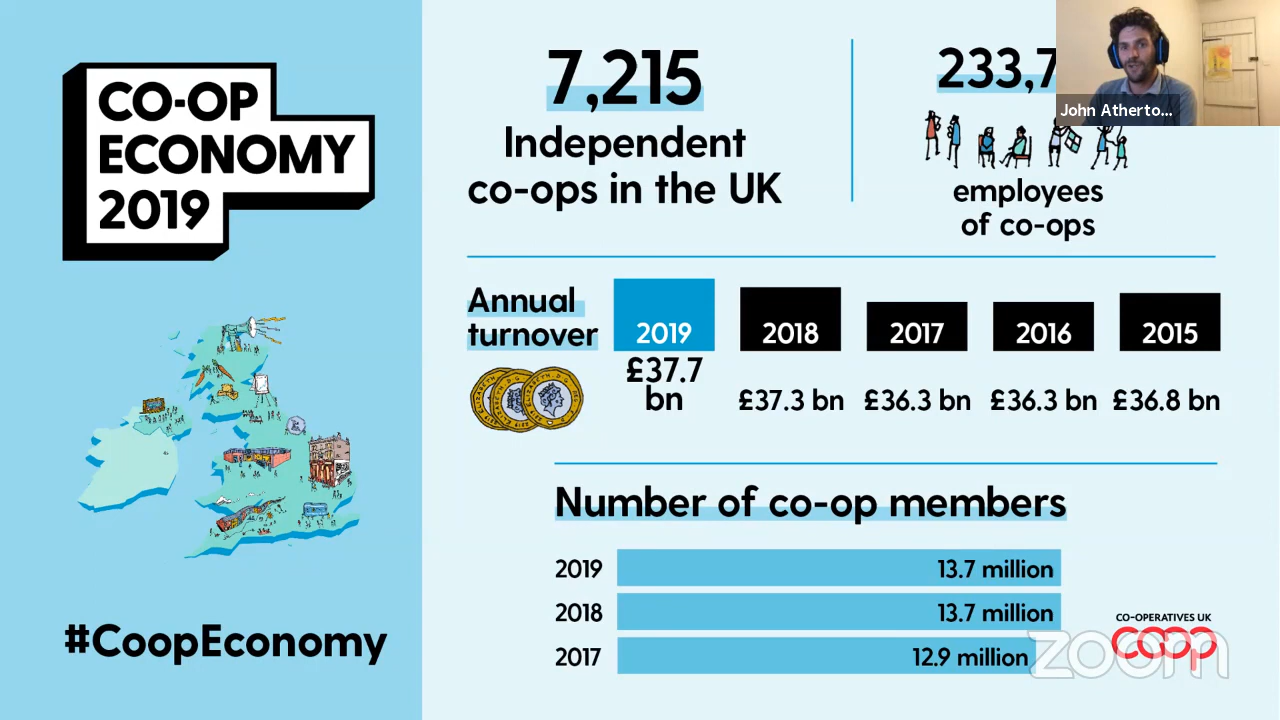 CO-OP
ECONOMY
2019
#CoopEconomy
7,215
Independent
co-ops in the UK
233,7
employees
of co-ops
John Atherto...
Annual
turnover
2019
2018
2017
2016
2015
£37.7
bn
£37.3 bn
£36.3 bn
£36.3 bn
£36.8 bn
Number of co-op members
2019
13.7 million
2018
13.7 million
2017
12.9 million
CO-OPERATIVES UK
coop
zoom